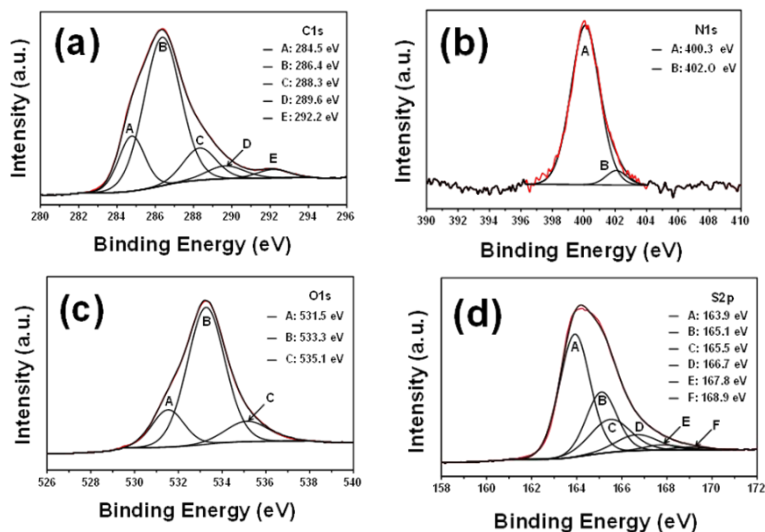 (a)
C1s
A: 284.5 eV
B: 286.4 eV
C: 288.3 eV
D: 289.6 eV
E: 292.2 eV
A
B
C
D
E
Intensity (a.u.)
280 282 284 286 288 290 292 294 296
Binding Energy (eV)
(b)
N1s
A: 400.3 eV
B: 402.0 eV
A
B
Intensity (a.u.)
390 392 394 396 398 400 402 404 406 408 410
Binding Energy (eV)
(c)
O1s
A: 531.5 eV
B: 533.3 eV
C: 535.1 eV
A
B
C
Intensity (a.u.)
526 528 530 532 534 536 538 540
Binding Energy (eV)
(d)
S2p
A: 163.9 eV
B: 165.1 eV
C: 165.5 eV
D: 166.7 eV
E: 167.8 eV
F: 168.9 eV
A
B
C
D
E
F
Intensity (a.u.)
158 160 162 164 166 168 170 172
Binding Energy (eV)